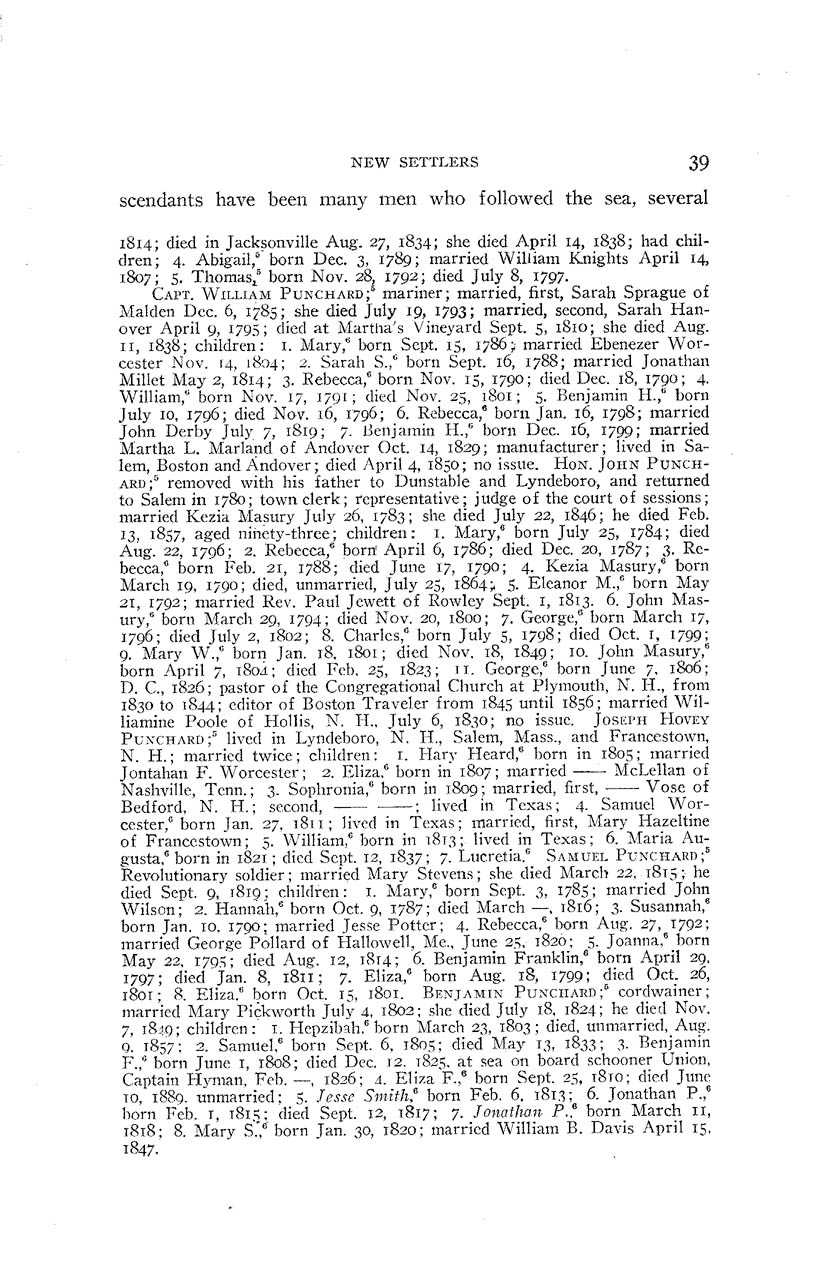 NEW SETTLERS 39
scendants have been many men who followed the sea, several
1814; died in Jacksonville Aug. 27, 1834; she died April 14, 1838; had chil-
dren; 4. Abigail,⁶ born Dec. 3, 1789; married William Knights April 14,
1807; 5. Thomas,⁵ born Nov. 28, 1792; died July 8, 1797.
CAPT. WILLIAM PUNCHARD;⁵ mariner; married, first, Sarah Sprague of
Malden Dec. 6, 1785; she died July 19, 1793; married, second, Sarah Han-
over April 9, 1795; died at Martha's Vineyard Sept. 5, 1810; she died Aug.
11, 1838; children: 1. Mary,⁶ born Sept. 15, 1786; married Ebenezer Wor-
cester Nov. 14, 1804; 2. Sarah S.,⁶ born Sept. 16, 1788; married Jonathan
Millet May 2, 1814; 3. Rebecca,⁶ born Nov. 15, 1790; died Dec. 18, 1790; 4.
William,⁶ born Nov. 17, 1791; died Nov. 25, 1801; 5. Benjamin H.,⁶ born
July 10, 1796; died Nov. 16, 1796; 6. Rebecca,⁶ born Jan. 16, 1798; married
John Derby July 7, 1819; 7. Benjamin H.,⁶ born Dec. 16, 1799; married
Martha L. Marland of Andover Oct. 14, 1829; manufacturer; lived in Sa-
lem, Boston and Andover; died April 4, 1850; no issue. HON. JOHN PUNCH-
ARD;⁵ removed with his father to Dunstable and Lyndeboro, and returned
to Salem in 1780; town clerk; representative; judge of the court of sessions;
married Kezia Masury July 26, 1783; she died July 22, 1846; he died Feb.
13, 1857, aged ninety-three; children: 1. Mary,⁶ born July 25, 1784; died
Aug. 22, 1796; 2. Rebecca,⁶ born April 6, 1786; died Dec. 20, 1787; 3. Re-
becca,⁶ born Feb. 21, 1788; died June 17, 1790; 4. Kezia Masury,⁶ born
March 19, 1790; died, unmarried, July 25, 1864; 5. Eleanor M.,⁶ born May
21, 1792; married Rev. Paul Jewett of Rowley Sept. 1, 1813. 6. John Mas-
ury,⁶ born March 29, 1794; died Nov. 20, 1800; 7. George,⁶ born March 17,
1796; died July 2, 1802; 8. Charles,⁶ born July 5, 1798; died Oct. 1, 1799;
9. Mary W.,⁶ born Jan. 18, 1801; died Nov. 18, 1849; 10. John Masury,⁶
born April 7, 1804; died Feb. 25, 1823; 11. George,⁶ born June 7, 1806;
D. C., 1826; pastor of the Congregational Church at Plymouth, N. H., from
1830 to 1844; editor of Boston Traveler from 1845 until 1856; married Wil-
liamine Poole of Hollis, N. H., July 6, 1830; no issue. JOSEPH HOVEY
PUNCHARD;⁵ lived in Lyndeboro, N. H., Salem, Mass., and Francestown,
N. H.; married twice; children: 1. Hary Heard,⁶ born in 1805; married
Jontahan F. Worcester; 2. Eliza,⁶ born in 1807; married —— McLellan of
Nashville, Tenn.; 3. Sophronia,⁶ born in 1809; married, first, —— Vose of
Bedford, N. H.; second, —— ——; lived in Texas; 4. Samuel Wor-
cester,⁶ born Jan. 27, 1811; lived in Texas; married, first, Mary Hazeltine
of Francestown; 5. William,⁶ born in 1813; lived in Texas; 6. Maria Au-
gusta,⁶ born in 1821; died Sept. 12, 1837; 7. Lucretia.⁶ SAMUEL PUNCHARD;⁵
Revolutionary soldier; married Mary Stevens; she died March 22, 1815; he
died Sept. 9, 1819; children: 1. Mary,⁶ born Sept. 3, 1785; married John
Wilson; 2. Hannah,⁶ born Oct. 9, 1787; died March —, 1816; 3. Susannah,⁶
born Jan. 10, 1790; married Jesse Potter; 4. Rebecca,⁶ born Aug. 27, 1792;
married George Pollard of Hallowell, Me., June 25, 1820; 5. Joanna,⁶ born
May 22, 1795; died Aug. 12, 1814; 6. Benjamin Franklin,⁶ born April 29,
1797; died Jan. 8, 1811; 7. Eliza,⁶ born Aug. 18, 1799; died Oct. 26,
1801; 8. Eliza,⁶ born Oct. 15, 1801. BENJAMIN PUNCHARD;⁵ cordwainer;
married Mary Pickworth July 4, 1802; she died July 18, 1824; he died Nov.
7, 1849; children: 1. Hepzibah,⁶ born March 23, 1803; died, unmarried, Aug.
9, 1857; 2. Samuel,⁶ born Sept. 6, 1805; died May 13, 1833; 3. Benjamin
F.,⁶ born June 1, 1808; died Dec. 12, 1825, at sea on board schooner Union,
Captain Hyman, Feb. —, 1826; 4. Eliza F.,⁶ born Sept. 25, 1810; died June
10, 1889, unmarried; 5. Jesse Smith,⁶ born Feb. 6, 1813; 6. Jonathan P.,⁶
born Feb. 1, 1815; died Sept. 12, 1817; 7. Jonathan P.,⁶ born March 11,
1818; 8. Mary S.,⁶ born Jan. 30, 1820; married William B. Davis April 15,
1847.